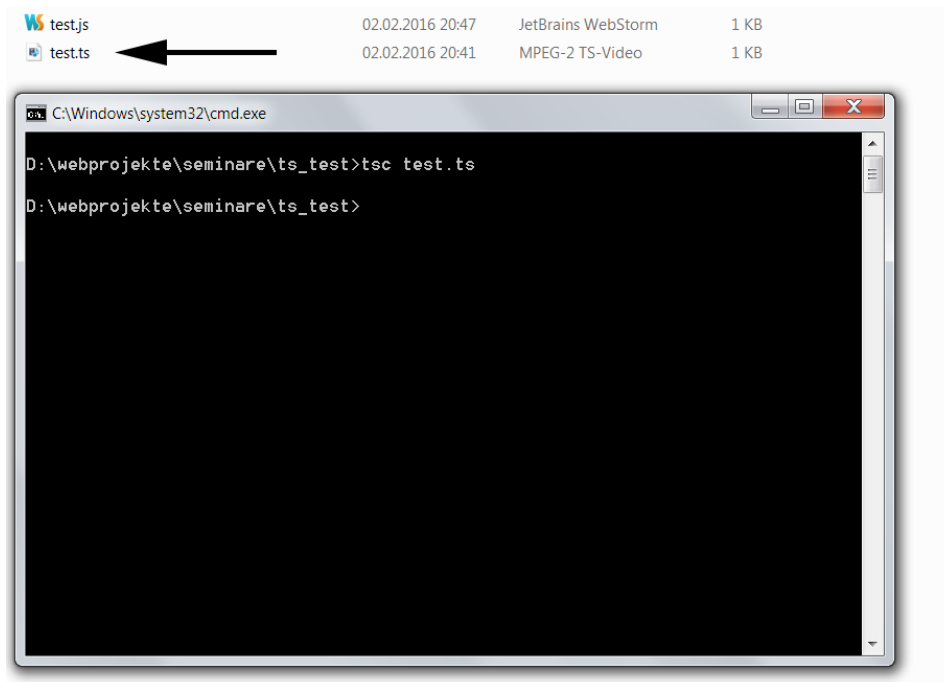 test.js 02.02.2016 20:47 JetBrains WebStorm 1 KB
test.ts 02.02.2016 20:41 MPEG-2 TS-Video 1 KB
C:\Windows\system32\cmd.exe
D:\webprojekte\seminare\ts_test>tsc test.ts
D:\webprojekte\seminare\ts_test>